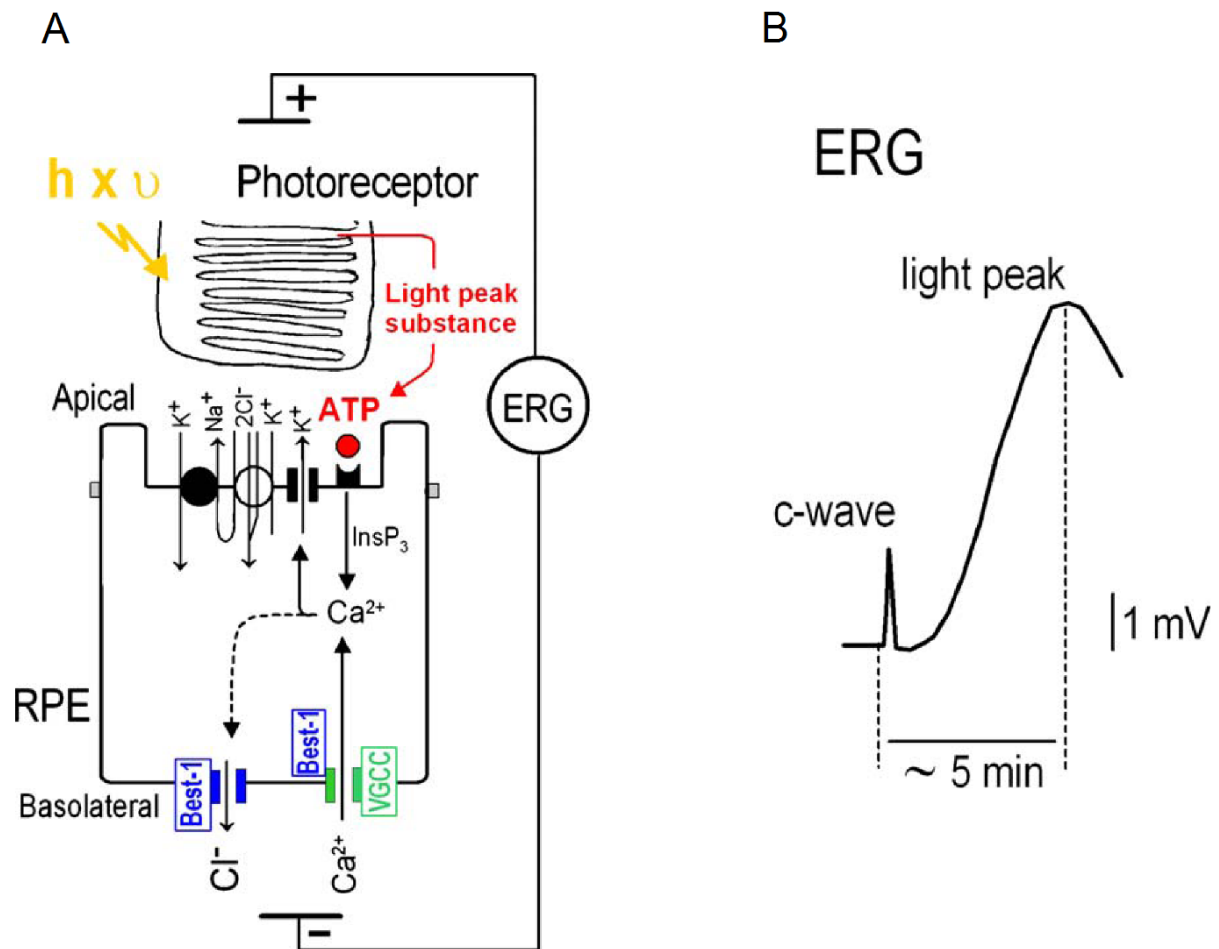 A
B
+
h x υ
Photoreceptor
ERG
Light peak
substance
light peak
Apical
K⁺
Na⁺
2Cl⁻
K⁺
K⁺
ATP
ERG
c-wave
InsP₃
Ca²⁺
1 mV
RPE
Best-1
Best-1
VGCC
~ 5 min
Basolateral
Cl⁻
Ca²⁺
−